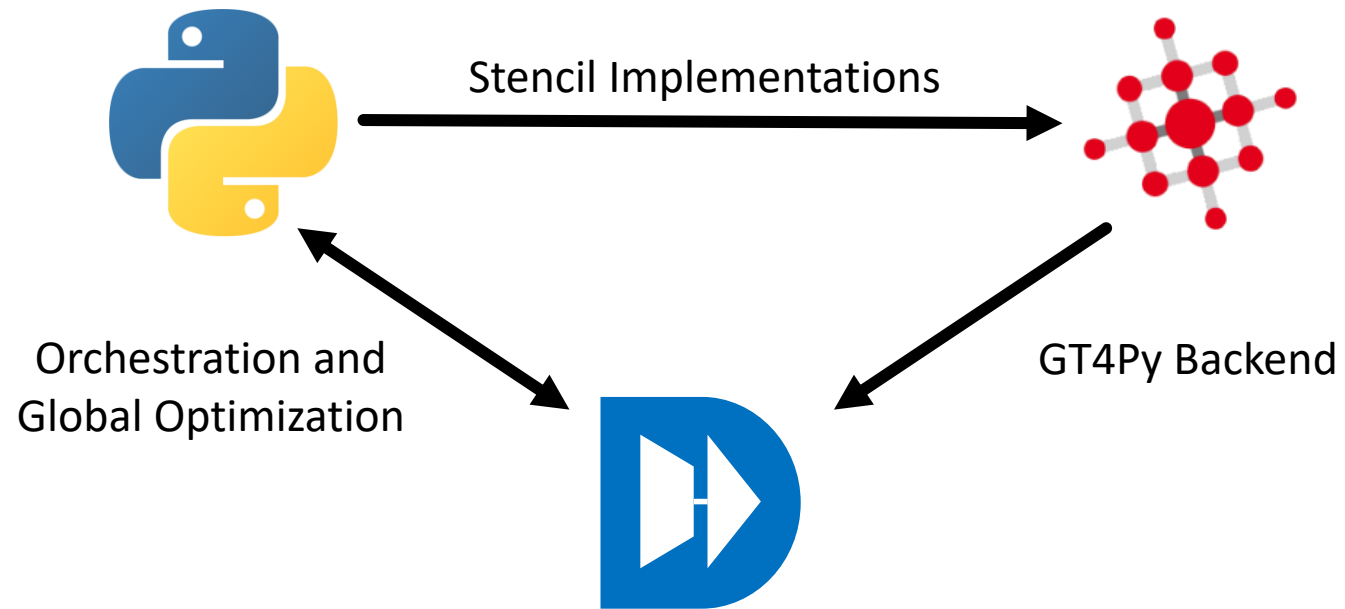 Stencil Implementations
Orchestration and
Global Optimization
GT4Py Backend